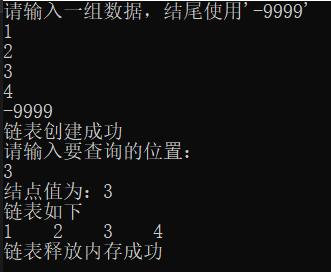 请输入一组数据，结尾使用'-9999'
1
2
3
4
-9999
链表创建成功
请输入要查询的位置：
3
结点值为：3
链表如下
1    2    3    4
链表释放内存成功